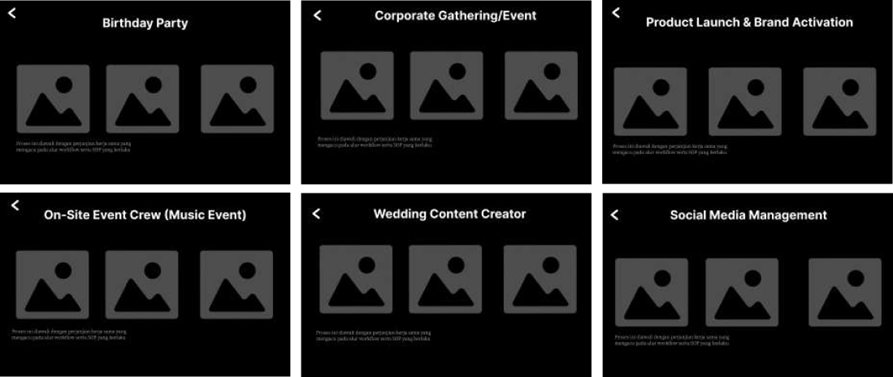 Birthday Party
Proses ini diawali dengan perjanjian kerja sama yang
mengacu pada alur workflow serta SOP yang berlaku
Corporate Gathering/Event
Proses ini diawali dengan perjanjian kerja sama yang
mengacu pada alur workflow serta SOP yang berlaku
Product Launch & Brand Activation
Proses ini diawali dengan perjanjian kerja sama yang
mengacu pada alur workflow serta SOP yang berlaku
On-Site Event Crew (Music Event)
Proses ini diawali dengan perjanjian kerja sama yang
mengacu pada alur workflow serta SOP yang berlaku
Wedding Content Creator
Proses ini diawali dengan perjanjian kerja sama yang
mengacu pada alur workflow serta SOP yang berlaku
Social Media Management
Proses ini diawali dengan perjanjian kerja sama yang
mengacu pada alur workflow serta SOP yang berlaku